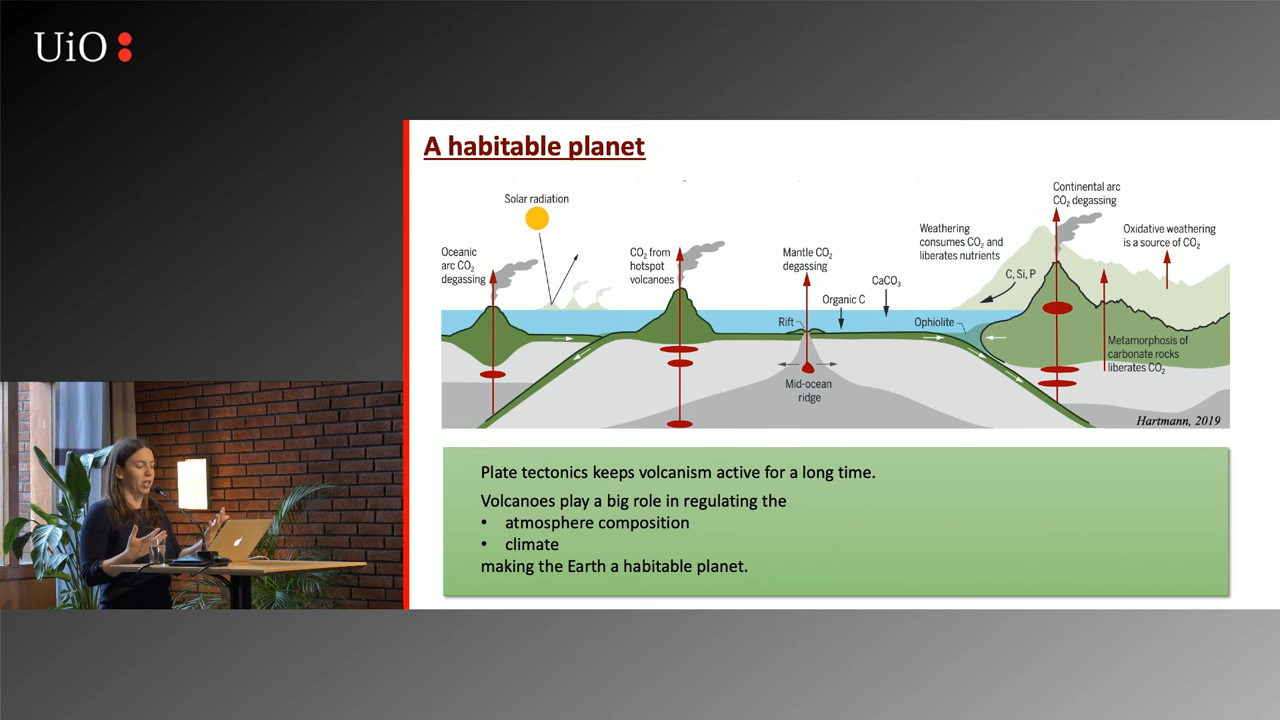 UiO:
A habitable planet
Solar radiation
Oceanic
arc CO₂
degassing
CO₂ from
hotspot
volcanoes
Mantle CO₂
degassing
Rift
Organic C
CaCO₃
Mid-ocean
ridge
Weathering
consumes CO₂ and
liberates nutrients
C, Si, P
Ophiolite
Continental arc
CO₂ degassing
Oxidative weathering
is a source of CO₂
Metamorphosis of
carbonate rocks
liberates CO₂
Hartmann, 2019
Plate tectonics keeps volcanism active for a long time.
Volcanoes play a big role in regulating the
• atmosphere composition
• climate
making the Earth a habitable planet.